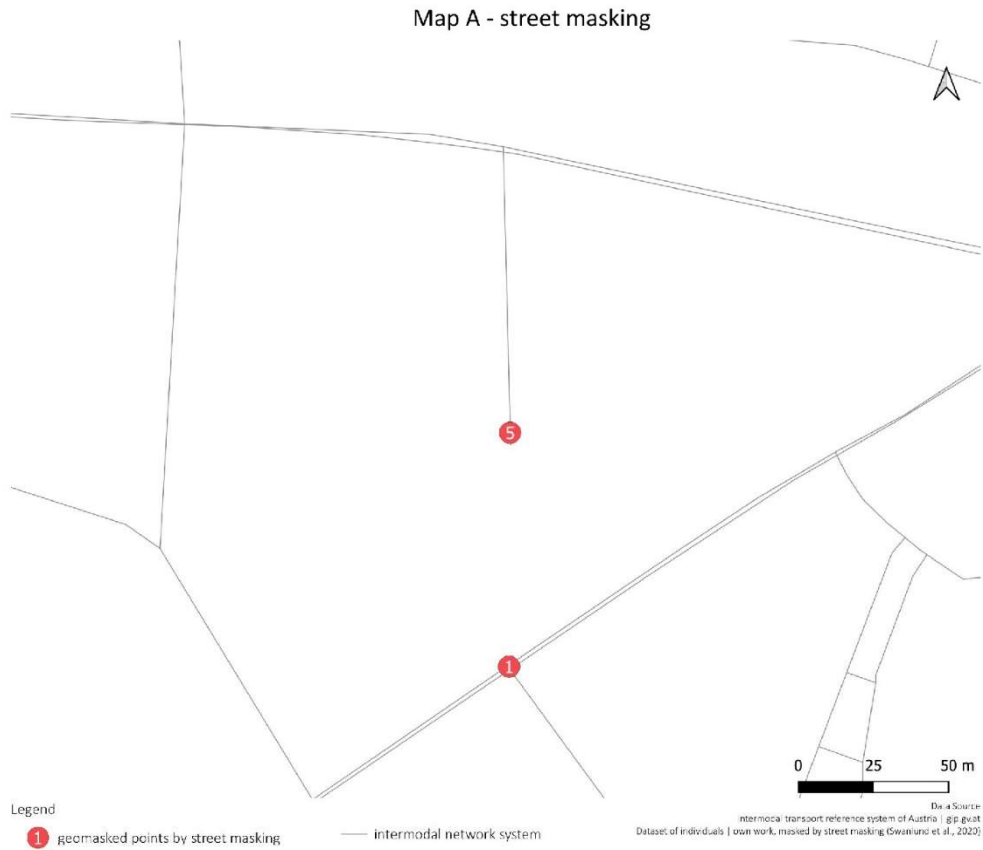 Map A - street masking
5
1
0 25 50 m
Legend
1 geomasked points by street masking
intermodal network system
Data Source
intermodal transport reference system of Austria | gip.gv.at
Dataset of individuals | own work, masked by street masking (Swanlund et al., 2020)